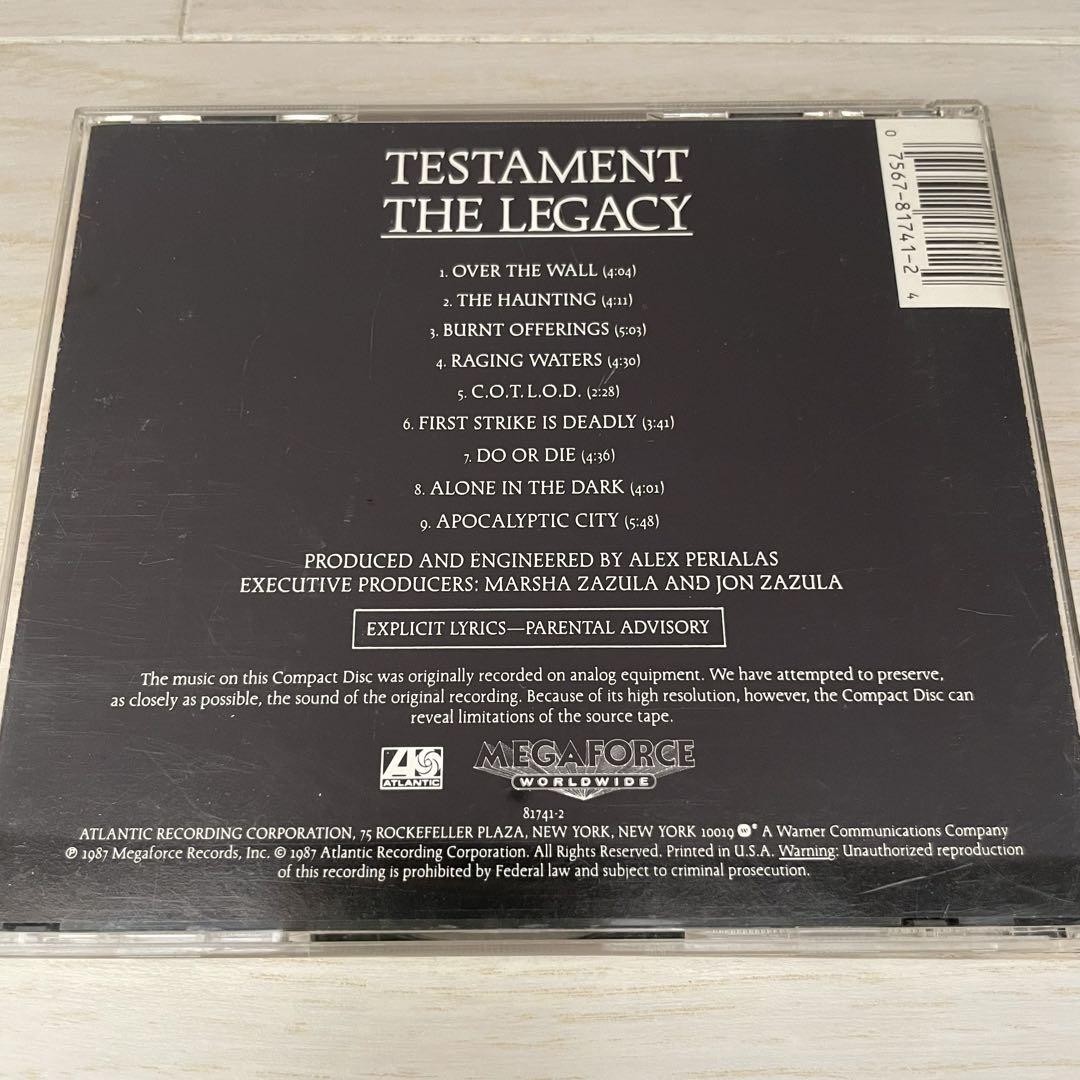 TESTAMENT
THE LEGACY
0 7567-81741-2 4
1. OVER THE WALL (4:04)
2. THE HAUNTING (4:11)
3. BURNT OFFERINGS (5:03)
4. RAGING WATERS (4:30)
5. C.O.T.L.O.D. (2:28)
6. FIRST STRIKE IS DEADLY (3:41)
7. DO OR DIE (4:36)
8. ALONE IN THE DARK (4:01)
9. APOCALYPTIC CITY (5:48)
PRODUCED AND ENGINEERED BY ALEX PERIALAS
EXECUTIVE PRODUCERS: MARSHA ZAZULA AND JON ZAZULA
EXPLICIT LYRICS—PARENTAL ADVISORY
The music on this Compact Disc was originally recorded on analog equipment. We have attempted to preserve,
as closely as possible, the sound of the original recording. Because of its high resolution, however, the Compact Disc can
reveal limitations of the source tape.
ATLANTIC
MEGAFORCE
WORLDWIDE
81741-2
ATLANTIC RECORDING CORPORATION, 75 ROCKEFELLER PLAZA, NEW YORK, NEW YORK 10019 A Warner Communications Company
℗ 1987 Megaforce Records, Inc. © 1987 Atlantic Recording Corporation. All Rights Reserved. Printed in U.S.A. Warning: Unauthorized reproduction
of this recording is prohibited by Federal law and subject to criminal prosecution.